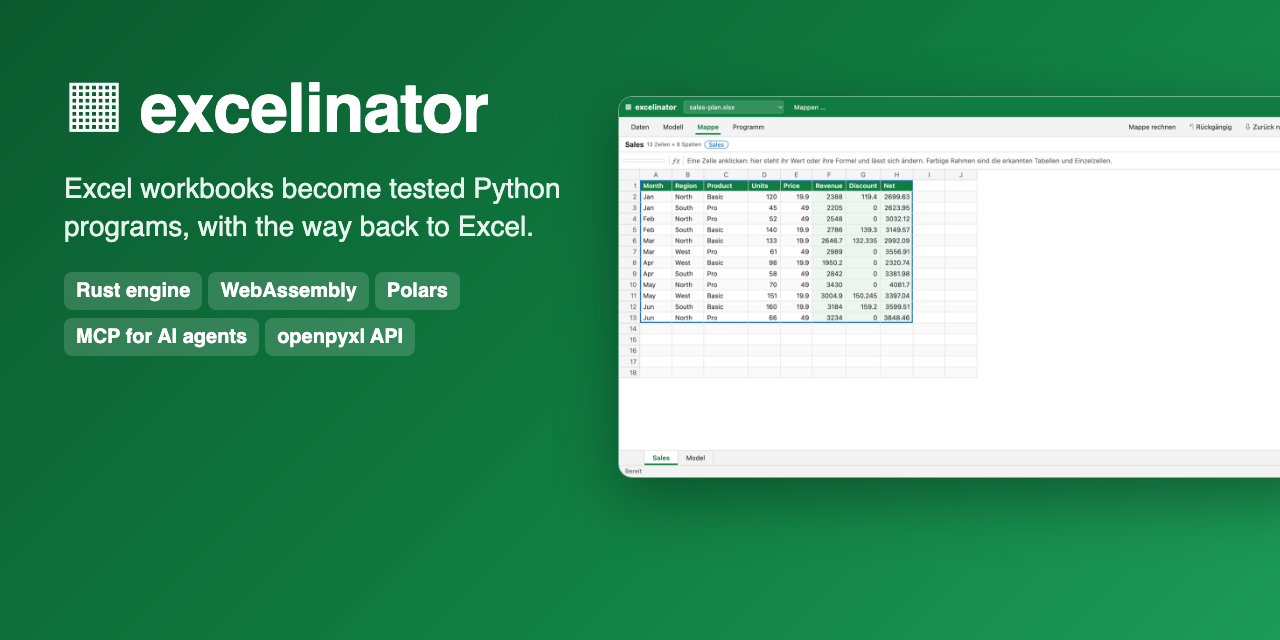 excelinator
Excel workbooks become tested Python
programs, with the way back to Excel.
Rust engine WebAssembly Polars
MCP for AI agents openpyxl API
excelinator sales-plan.xlsx Mappen ...
Daten Modell Mappe Programm Mappe rechnen Rückgängig Zurück n
Sales 13 Zeilen × 8 Spalten Sales
fx Eine Zelle anklicken: hier steht ihr Wert oder ihre Formel und lässt sich ändern. Farbige Rahmen sind die erkannten Tabellen und Einzelzellen.
A B C D E F G H I J
1 Month Region Product Units Price Revenue Discount Net
2 Jan North Basic 120 19.9 2388 119.4 2699.63
3 Jan South Pro 45 49 2205 0 2623.95
4 Feb North Pro 52 49 2548 0 3032.12
5 Feb South Basic 140 19.9 2786 139.3 3149.57
6 Mar North Basic 133 19.9 2646.7 132.335 2992.09
7 Mar West Pro 61 49 2989 0 3556.91
8 Apr West Basic 98 19.9 1950.2 0 2320.74
9 Apr South Pro 58 49 2842 0 3381.98
10 May North Pro 70 49 3430 0 4081.7
11 May West Basic 151 19.9 3004.9 150.245 3397.04
12 Jun South Basic 160 19.9 3184 159.2 3599.51
13 Jun North Pro 66 49 3234 0 3848.46
14
15
16
17
18
Sales Model
Bereit